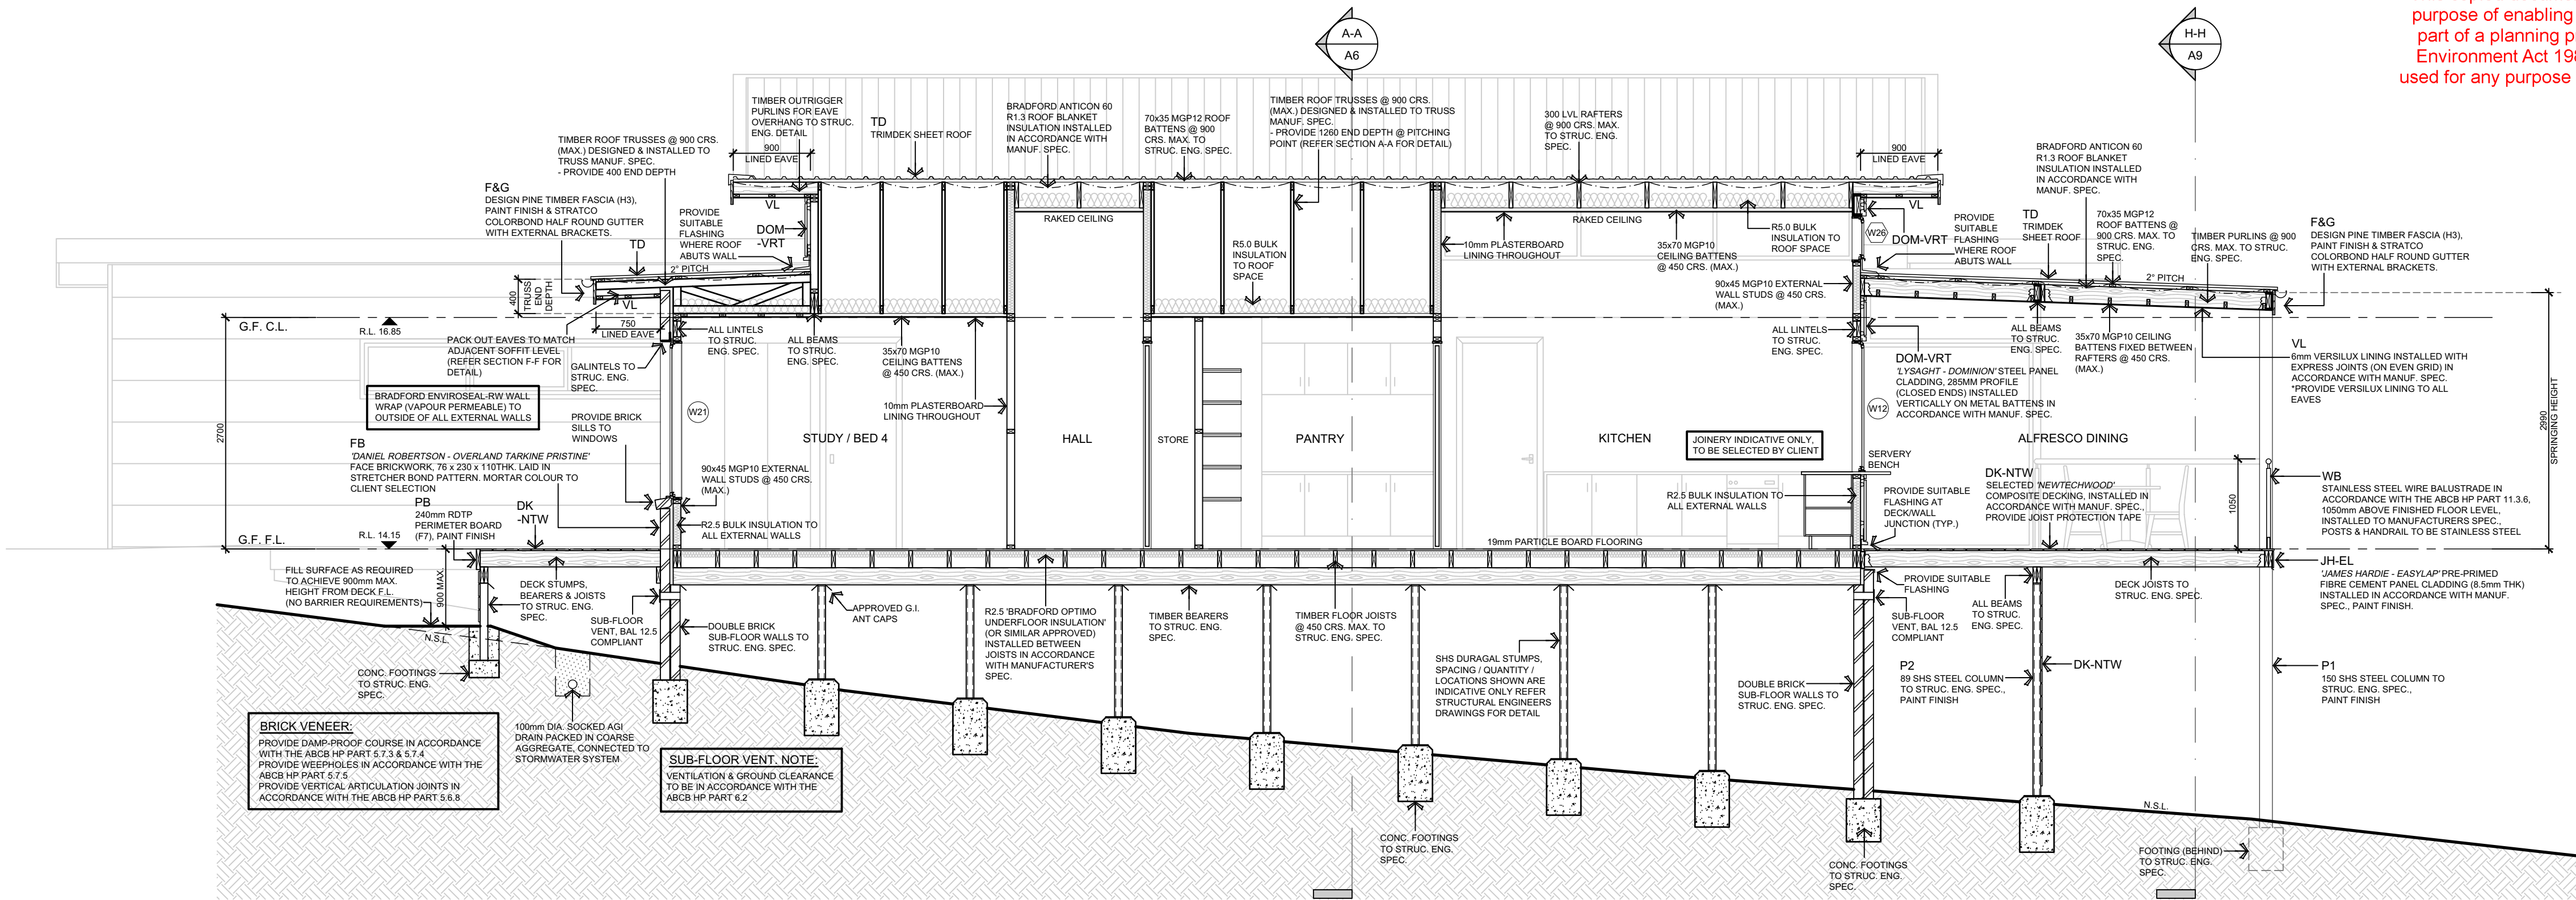 purpose of enabling
part of a planning p
Environment Act 198
used for any purpose
A-A
A6
H-H
A9
TIMBER ROOF TRUSSES @ 900 CRS.
(MAX.) DESIGNED & INSTALLED TO
TRUSS MANUF. SPEC.
- PROVIDE 400 END DEPTH
TIMBER OUTRIGGER
PURLINS FOR EAVE
OVERHANG TO STRUC.
ENG. DETAIL
900
LINED EAVE
TD
TRIMDEK SHEET ROOF
BRADFORD ANTICON 60
R1.3 ROOF BLANKET
INSULATION INSTALLED
IN ACCORDANCE WITH
MANUF. SPEC.
70x35 MGP12 ROOF
BATTENS @ 900
CRS. MAX. TO
STRUC. ENG. SPEC.
TIMBER ROOF TRUSSES @ 900 CRS.
(MAX.) DESIGNED & INSTALLED TO TRUSS
MANUF. SPEC.
- PROVIDE 1260 END DEPTH @ PITCHING
POINT (REFER SECTION A-A FOR DETAIL)
300 LVL RAFTERS
@ 900 CRS. MAX.
TO STRUC. ENG.
SPEC.
900
LINED EAVE
BRADFORD ANTICON 60
R1.3 ROOF BLANKET
INSULATION INSTALLED
IN ACCORDANCE WITH
MANUF. SPEC.
F&G
DESIGN PINE TIMBER FASCIA (H3),
PAINT FINISH & STRATCO
COLORBOND HALF ROUND GUTTER
WITH EXTERNAL BRACKETS.
TD
PROVIDE
SUITABLE
FLASHING
WHERE ROOF
ABUTS WALL
VL
DOM
-VRT
2° PITCH
RAKED CEILING
RAKED CEILING
R5.0 BULK
INSULATION
TO ROOF
SPACE
10mm PLASTERBOARD
LINING THROUGHOUT
35x70 MGP10
CEILING BATTENS
@ 450 CRS. (MAX.)
R5.0 BULK
INSULATION TO
ROOF SPACE
VL
W26
DOM-VRT
PROVIDE
SUITABLE
FLASHING
WHERE ROOF
ABUTS WALL
TD
TRIMDEK
SHEET ROOF
70x35 MGP12
ROOF BATTENS @
900 CRS. MAX. TO
STRUC. ENG.
SPEC.
TIMBER PURLINS @ 900
CRS. MAX. TO STRUC.
ENG. SPEC.
2° PITCH
F&G
DESIGN PINE TIMBER FASCIA (H3),
PAINT FINISH & STRATCO
COLORBOND HALF ROUND GUTTER
WITH EXTERNAL BRACKETS.
400
TRUSS
END
DEPTH
VL
750
LINED EAVE
90x45 MGP10 EXTERNAL
WALL STUDS @ 450 CRS.
(MAX.)
G.F. C.L.
R.L. 16.85
PACK OUT EAVES TO MATCH
ADJACENT SOFFIT LEVEL
(REFER SECTION F-F FOR
DETAIL)
GALINTELS TO
STRUC. ENG.
SPEC.
ALL LINTELS
TO STRUC.
ENG. SPEC.
ALL BEAMS
TO STRUC.
ENG. SPEC.
35x70 MGP10
CEILING BATTENS
@ 450 CRS. (MAX.)
10mm PLASTERBOARD
LINING THROUGHOUT
ALL LINTELS
TO STRUC.
ENG. SPEC.
DOM-VRT
'LYSAGHT - DOMINION' STEEL PANEL
CLADDING, 285MM PROFILE
(CLOSED ENDS) INSTALLED
VERTICALLY ON METAL BATTENS IN
ACCORDANCE WITH MANUF. SPEC.
ALL BEAMS
TO STRUC.
ENG. SPEC.
35x70 MGP10 CEILING
BATTENS FIXED BETWEEN
RAFTERS @ 450 CRS.
(MAX.)
VL
6mm VERSILUX LINING INSTALLED WITH
EXPRESS JOINTS (ON EVEN GRID) IN
ACCORDANCE WITH MANUF. SPEC.
*PROVIDE VERSILUX LINING TO ALL
EAVES
BRADFORD ENVIROSEAL-RW WALL
WRAP (VAPOUR PERMEABLE) TO
OUTSIDE OF ALL EXTERNAL WALLS
PROVIDE BRICK
SILLS TO
WINDOWS
2700
W21
W12
2990
SPRINGING HEIGHT
STUDY / BED 4
HALL
STORE
PANTRY
KITCHEN
JOINERY INDICATIVE ONLY,
TO BE SELECTED BY CLIENT
ALFRESCO DINING
FB
'DANIEL ROBERTSON - OVERLAND TARKINE PRISTINE'
FACE BRICKWORK, 76 x 230 x 110THK. LAID IN
STRETCHER BOND PATTERN. MORTAR COLOUR TO
CLIENT SELECTION
90x45 MGP10 EXTERNAL
WALL STUDS @ 450 CRS.
(MAX.)
R2.5 BULK INSULATION TO
ALL EXTERNAL WALLS
R2.5 BULK INSULATION TO
ALL EXTERNAL WALLS
SERVERY
BENCH
PROVIDE SUITABLE
FLASHING AT
DECK/WALL
JUNCTION (TYP.)
DK-NTW
SELECTED 'NEWTECHWOOD'
COMPOSITE DECKING, INSTALLED IN
ACCORDANCE WITH MANUF. SPEC.,
PROVIDE JOIST PROTECTION TAPE
1050
WB
STAINLESS STEEL WIRE BALUSTRADE IN
ACCORDANCE WITH THE ABCB HP PART 11.3.6,
1050mm ABOVE FINISHED FLOOR LEVEL,
INSTALLED TO MANUFACTURERS SPEC.,
POSTS & HANDRAIL TO BE STAINLESS STEEL
PB
240mm RDTP
PERIMETER BOARD
(F7), PAINT FINISH
DK
-NTW
G.F. F.L.
R.L. 14.15
19mm PARTICLE BOARD FLOORING
FILL SURFACE AS REQUIRED
TO ACHIEVE 900mm MAX.
HEIGHT FROM DECK F.L.
(NO BARRIER REQUIREMENTS)
900 MAX.
N.S.L.
DECK STUMPS,
BEARERS & JOISTS
TO STRUC. ENG.
SPEC.
SUB-FLOOR
VENT, BAL 12.5
COMPLIANT
DOUBLE BRICK
SUB-FLOOR WALLS TO
STRUC. ENG. SPEC.
APPROVED G.I.
ANT CAPS
R2.5 'BRADFORD OPTIMO
UNDERFLOOR INSULATION'
(OR SIMILAR APPROVED)
INSTALLED BETWEEN
JOISTS IN ACCORDANCE
WITH MANUFACTURER'S
SPEC.
TIMBER BEARERS
TO STRUC. ENG.
SPEC.
TIMBER FLOOR JOISTS
@ 450 CRS. MAX. TO
STRUC. ENG. SPEC.
SHS DURAGAL STUMPS,
SPACING / QUANTITY /
LOCATIONS SHOWN ARE
INDICATIVE ONLY REFER
STRUCTURAL ENGINEERS
DRAWINGS FOR DETAIL
DOUBLE BRICK
SUB-FLOOR WALLS TO
STRUC. ENG. SPEC.
PROVIDE SUITABLE
FLASHING
SUB-FLOOR
VENT, BAL 12.5
COMPLIANT
ALL BEAMS
TO STRUC.
ENG. SPEC.
DECK JOISTS TO
STRUC. ENG. SPEC.
JH-EL
'JAMES HARDIE - EASYLAP' PRE-PRIMED
FIBRE CEMENT PANEL CLADDING (8.5mm THK)
INSTALLED IN ACCORDANCE WITH MANUF.
SPEC., PAINT FINISH.
P2
89 SHS STEEL COLUMN
TO STRUC. ENG. SPEC.,
PAINT FINISH
DK-NTW
P1
150 SHS STEEL COLUMN TO
STRUC. ENG. SPEC.,
PAINT FINISH
CONC. FOOTINGS
TO STRUC. ENG.
SPEC.
BRICK VENEER:
PROVIDE DAMP-PROOF COURSE IN ACCORDANCE
WITH THE ABCB HP PART 5.7.3 & 5.7.4
PROVIDE WEEPHOLES IN ACCORDANCE WITH THE
ABCB HP PART 5.7.5
PROVIDE VERTICAL ARTICULATION JOINTS IN
ACCORDANCE WITH THE ABCB HP PART 5.6.8
100mm DIA. SOCKED AGI
DRAIN PACKED IN COARSE
AGGREGATE, CONNECTED TO
STORMWATER SYSTEM
SUB-FLOOR VENT. NOTE:
VENTILATION & GROUND CLEARANCE
TO BE IN ACCORDANCE WITH THE
ABCB HP PART 6.2
CONC. FOOTINGS
TO STRUC. ENG.
SPEC.
CONC. FOOTINGS
TO STRUC. ENG.
SPEC.
N.S.L.
FOOTING (BEHIND)
TO STRUC. ENG.
SPEC.